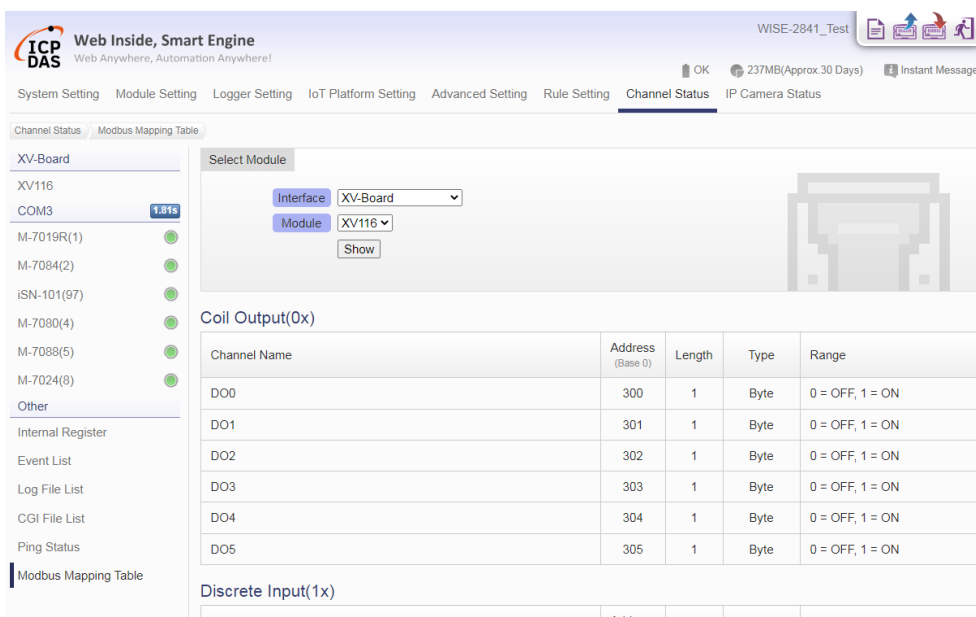 ICP DAS Web Inside, Smart Engine
Web Anywhere, Automation Anywhere!
WISE-2841_Test
OK 237MB(Approx.30 Days) Instant Message
System Setting Module Setting Logger Setting IoT Platform Setting Advanced Setting Rule Setting Channel Status IP Camera Status
Channel Status Modbus Mapping Table
XV-Board
XV116
COM3 1.81s
M-7019R(1)
M-7084(2)
iSN-101(97)
M-7080(4)
M-7088(5)
M-7024(8)
Other
Internal Register
Event List
Log File List
CGI File List
Ping Status
Modbus Mapping Table
Select Module
Interface XV-Board
Module XV116
Show
Coil Output(0x)
Channel Name Address (Base 0) Length Type Range
DO0 300 1 Byte 0 = OFF, 1 = ON
DO1 301 1 Byte 0 = OFF, 1 = ON
DO2 302 1 Byte 0 = OFF, 1 = ON
DO3 303 1 Byte 0 = OFF, 1 = ON
DO4 304 1 Byte 0 = OFF, 1 = ON
DO5 305 1 Byte 0 = OFF, 1 = ON
Discrete Input(1x)